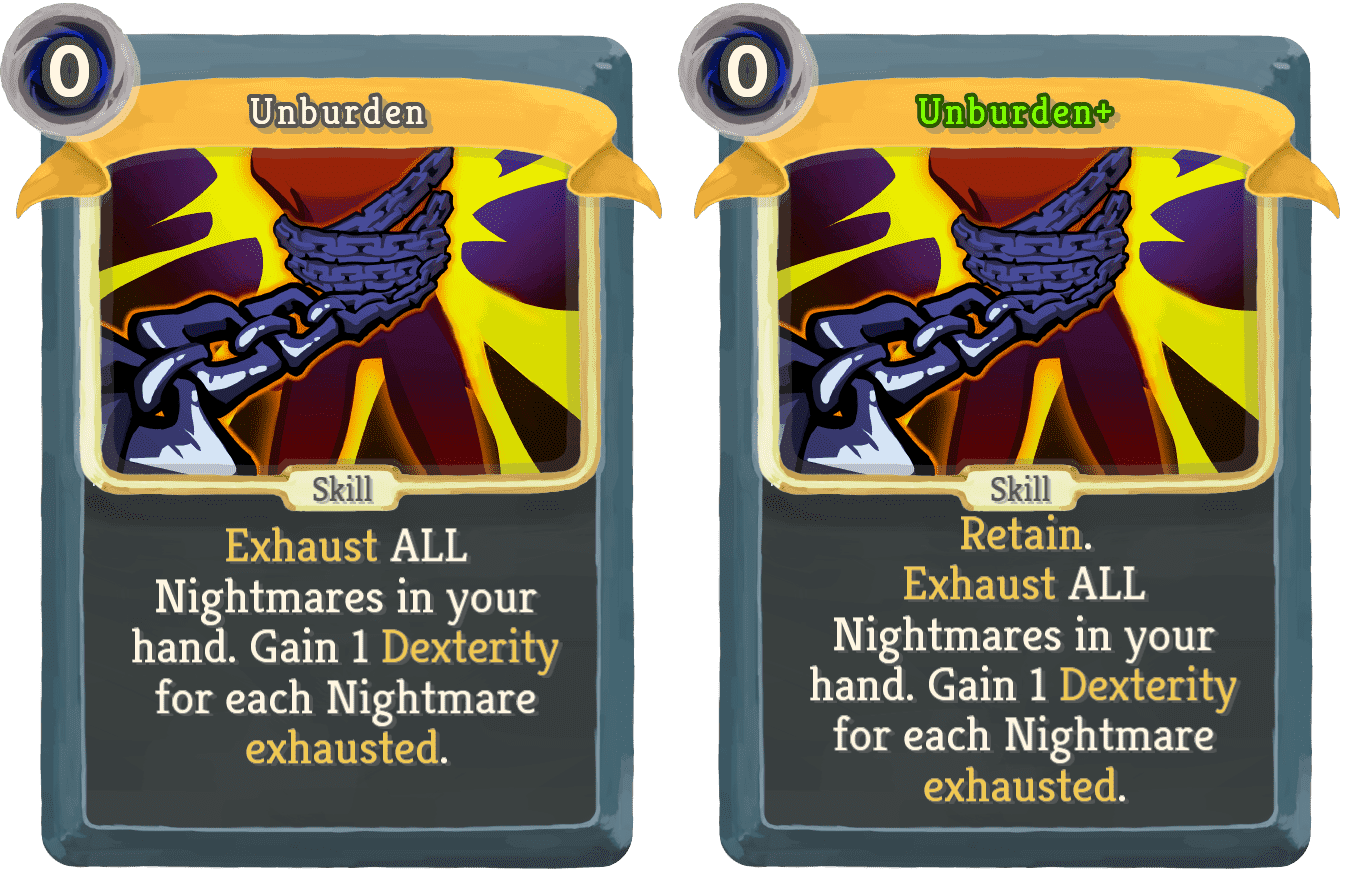 0
Unburden
Skill
Exhaust ALL
Nightmares in your
hand. Gain 1 Dexterity
for each Nightmare
exhausted.
0
Unburden+
Skill
Retain.
Exhaust ALL
Nightmares in your
hand. Gain 1 Dexterity
for each Nightmare
exhausted.